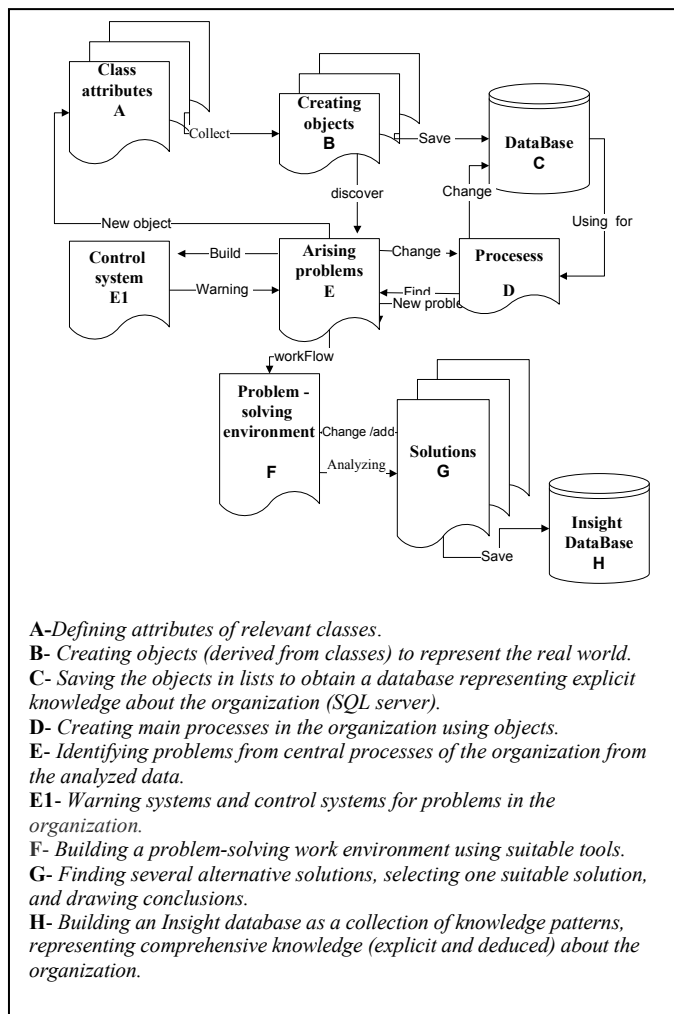 Class
attributes
A
Collect
Creating
objects
B
Save
DataBase
C
discover
Change
Using for
New object
Control
system
E1
Build
Warning
Arising
problems
E
Change
Find
Procesess
D
workFlow
Problem -
solving
environment
F
Change /add
Analyzing
Solutions
G
Save
Insight
DataBase
H
A-Defining attributes of relevant classes.
B- Creating objects (derived from classes) to represent the real world.
C- Saving the objects in lists to obtain a database representing explicit
knowledge about the organization (SQL server).
D- Creating main processes in the organization using objects.
E- Identifying problems from central processes of the organization from
the analyzed data.
E1- Warning systems and control systems for problems in the
organization.
F- Building a problem-solving work environment using suitable tools.
G- Finding several alternative solutions, selecting one suitable solution,
and drawing conclusions.
H- Building an Insight database as a collection of knowledge patterns,
representing comprehensive knowledge (explicit and deduced) about the
organization.